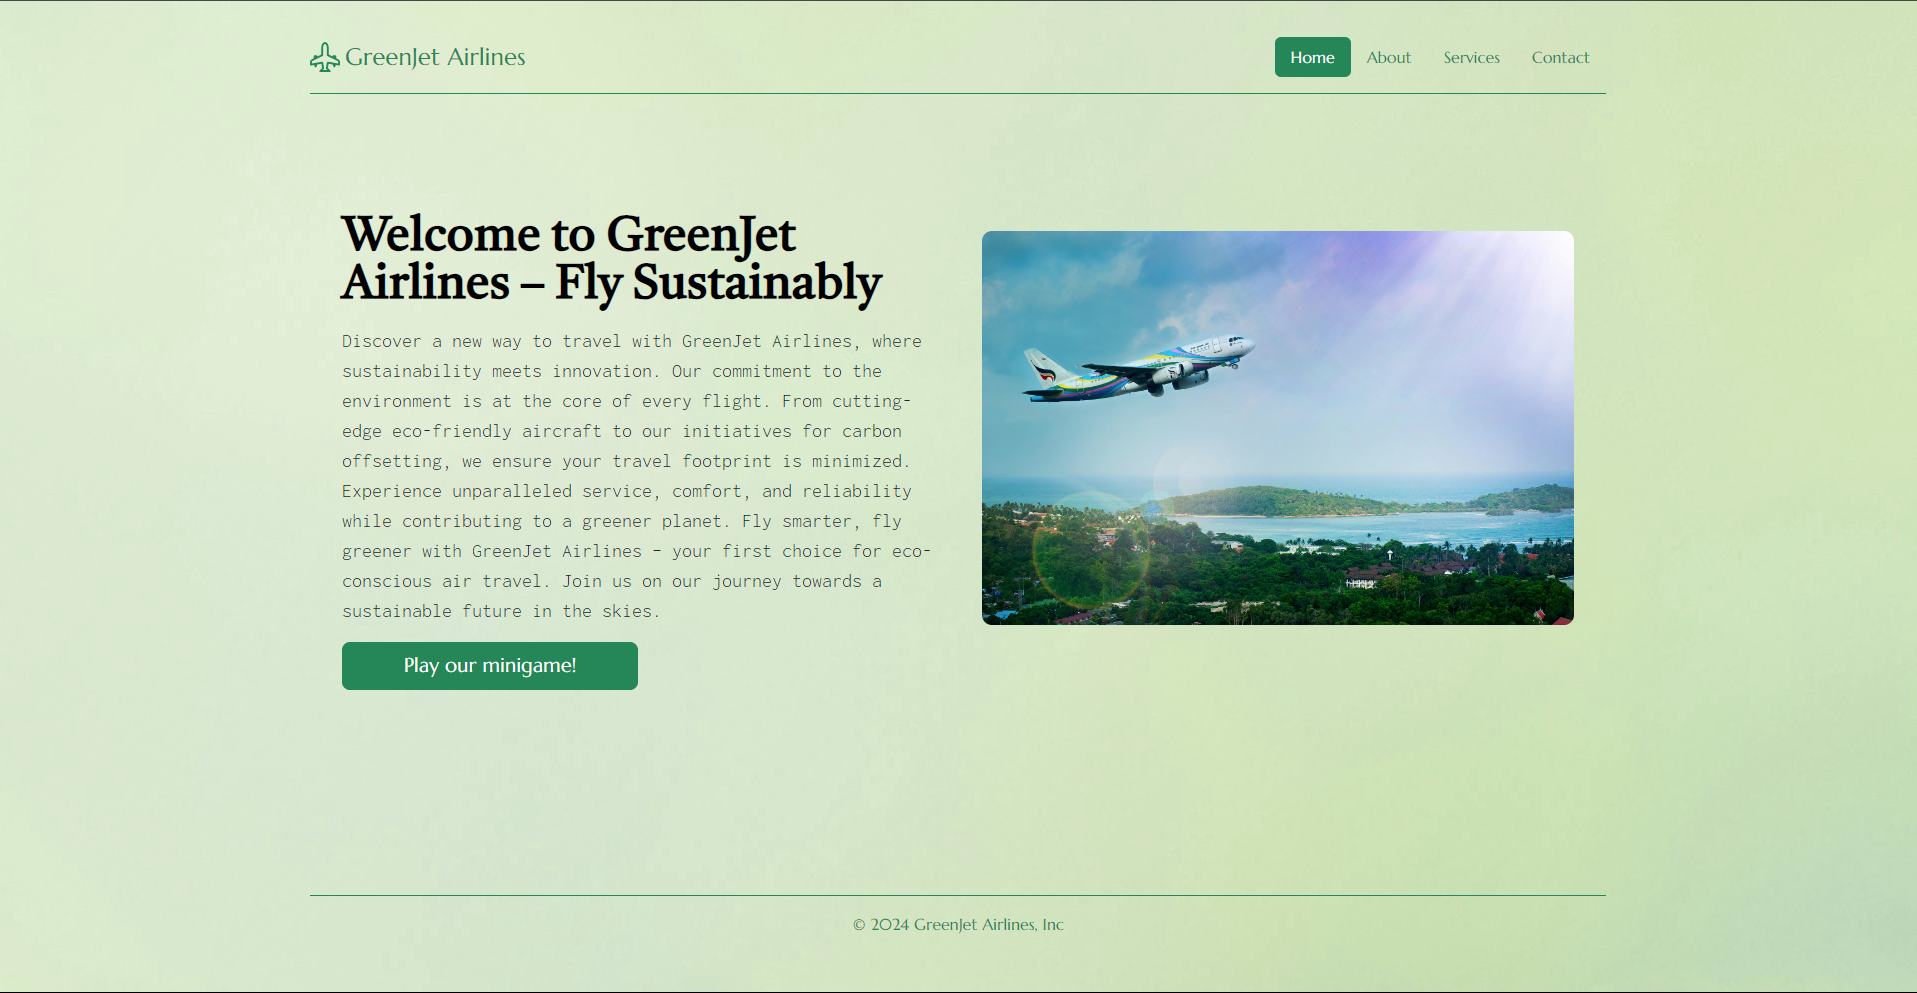 GreenJet Airlines
Home About Services Contact
Welcome to GreenJet
Airlines – Fly Sustainably
Discover a new way to travel with GreenJet Airlines, where
sustainability meets innovation. Our commitment to the
environment is at the core of every flight. From cutting-
edge eco-friendly aircraft to our initiatives for carbon
offsetting, we ensure your travel footprint is minimized.
Experience unparalleled service, comfort, and reliability
while contributing to a greener planet. Fly smarter, fly
greener with GreenJet Airlines – your first choice for eco-
conscious air travel. Join us on our journey towards a
sustainable future in the skies.
Play our minigame!
© 2024 GreenJet Airlines, Inc